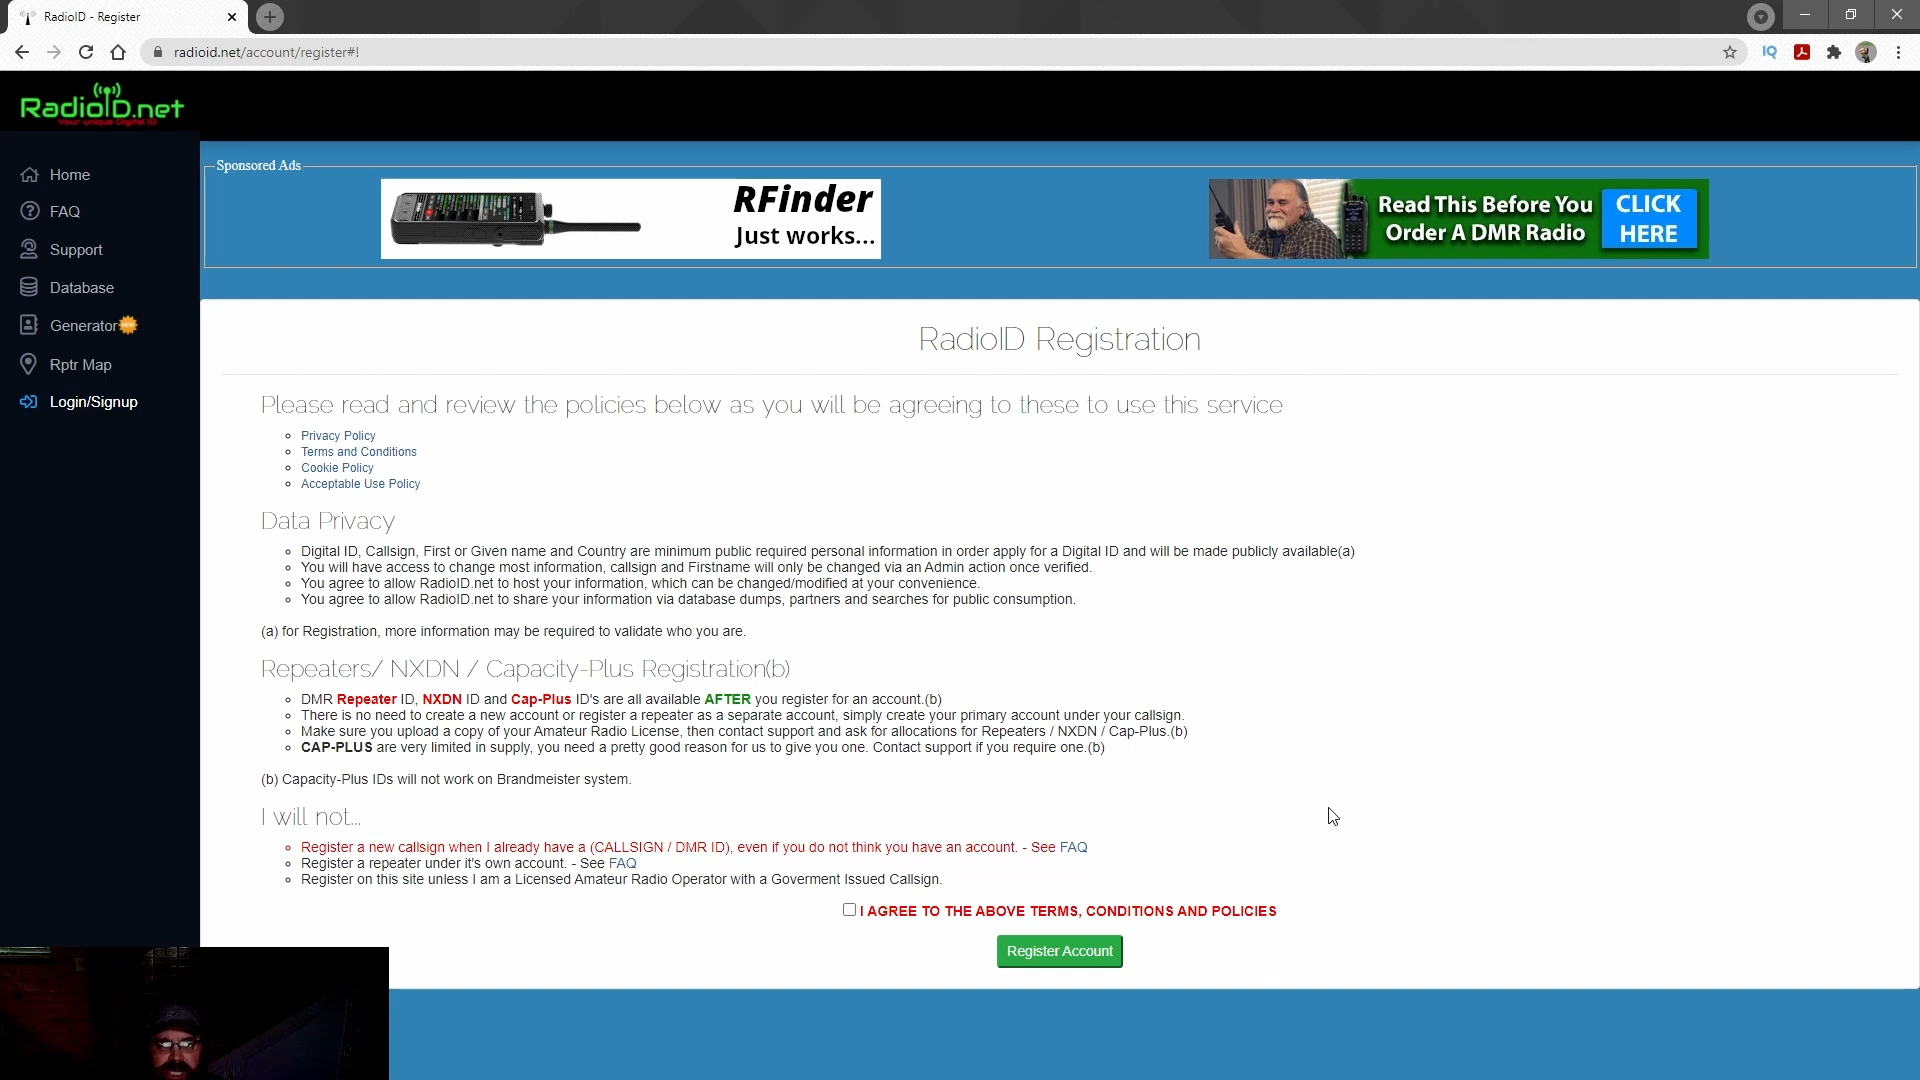 RadioID - Register
radioid.net/account/register#!
IQ
RadioID.net
Your unique Digital ID
Home
FAQ
Support
Database
Generator NEW
Rptr Map
Login/Signup
Sponsored Ads
RFinder
Just works...
Read This Before You
Order A DMR Radio
CLICK
HERE
RadioID Registration
Please read and review the policies below as you will be agreeing to these to use this service
Privacy Policy
Terms and Conditions
Cookie Policy
Acceptable Use Policy
Data Privacy
Digital ID, Callsign, First or Given name and Country are minimum public required personal information in order apply for a Digital ID and will be made publicly available(a)
You will have access to change most information, callsign and Firstname will only be changed via an Admin action once verified.
You agree to allow RadioID.net to host your information, which can be changed/modified at your convenience.
You agree to allow RadioID.net to share your information via database dumps, partners and searches for public consumption.
(a) for Registration, more information may be required to validate who you are.
Repeaters/ NXDN / Capacity-Plus Registration(b)
DMR Repeater ID, NXDN ID and Cap-Plus ID's are all available AFTER you register for an account.(b)
There is no need to create a new account or register a repeater as a separate account, simply create your primary account under your callsign.
Make sure you upload a copy of your Amateur Radio License, then contact support and ask for allocations for Repeaters / NXDN / Cap-Plus.(b)
CAP-PLUS are very limited in supply, you need a pretty good reason for us to give you one. Contact support if you require one.(b)
(b) Capacity-Plus IDs will not work on Brandmeister system.
I will not...
Register a new callsign when I already have a (CALLSIGN / DMR ID), even if you do not think you have an account. - See FAQ
Register a repeater under it's own account. - See FAQ
Register on this site unless I am a Licensed Amateur Radio Operator with a Goverment Issued Callsign.
I AGREE TO THE ABOVE TERMS, CONDITIONS AND POLICIES
Register Account